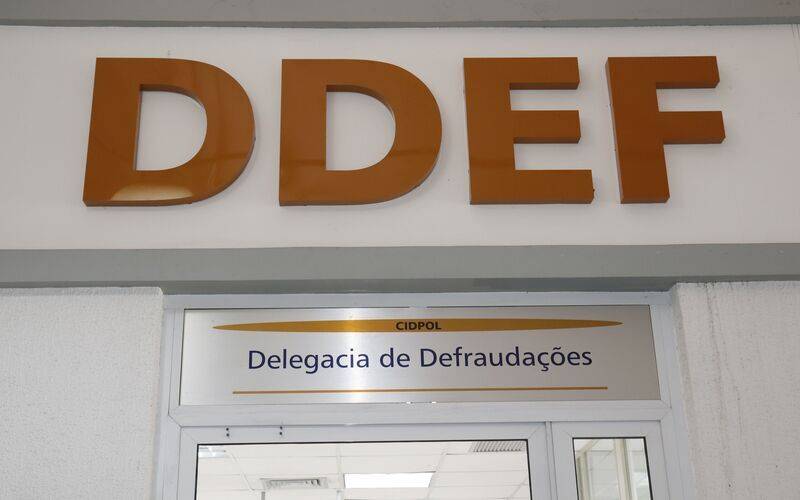 DDEF
CIDPOL
Delegacia de Defraudações